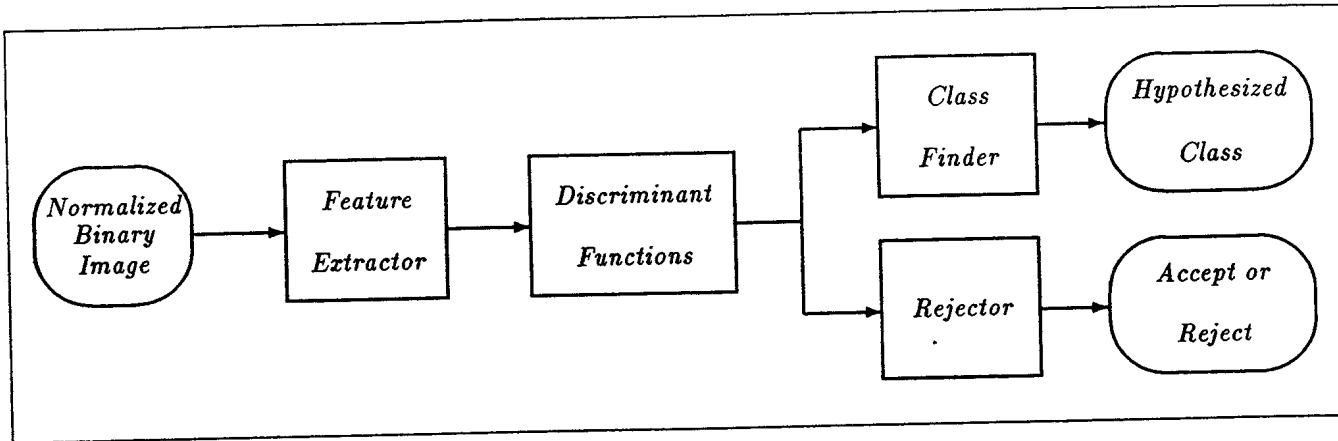 Normalized
Binary
Image
Feature
Extractor
Discriminant
Functions
Class
Finder
Hypothesized
Class
Rejector
Accept or
Reject